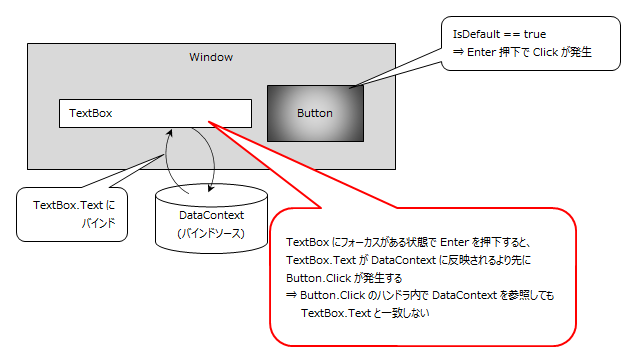 IsDefault == true
⇒ Enter 押下で Click が発生
Window
TextBox
Button
TextBox.Text に
バインド
DataContext
(バインドソース)
TextBox にフォーカスがある状態で Enter を押下すると、
TextBox.Text が DataContext に反映されるより先に
Button.Click が発生する
⇒ Button.Click のハンドラ内で DataContext を参照しても
TextBox.Text と一致しない